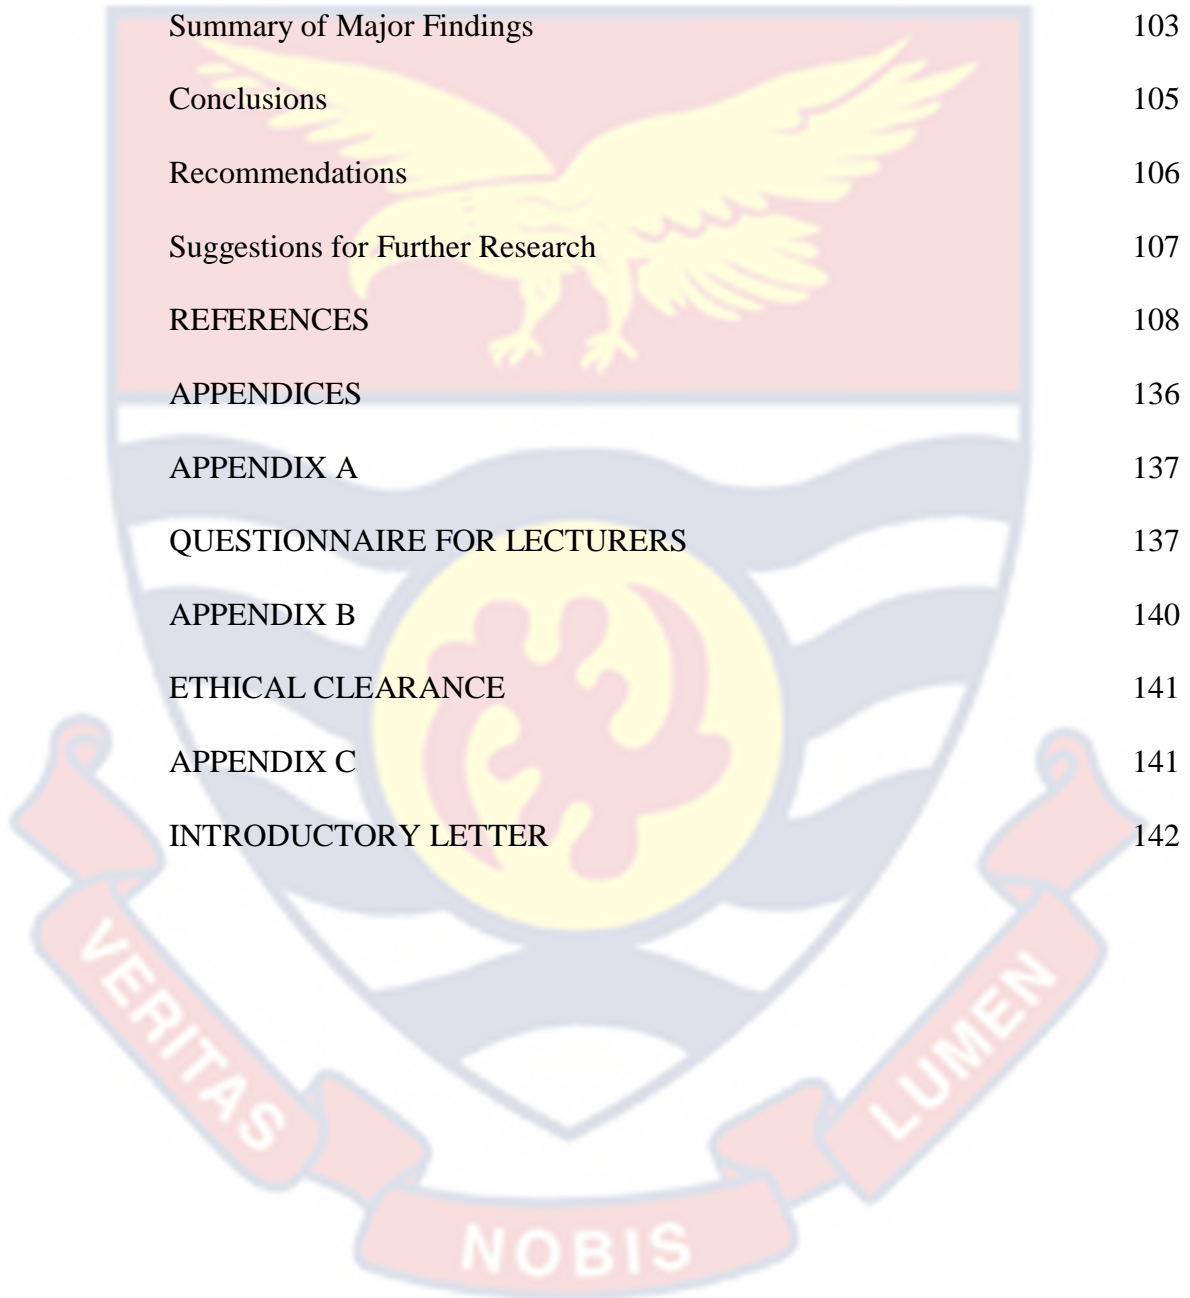 Summary of Major Findings 103
Conclusions 105
Recommendations 106
Suggestions for Further Research 107
REFERENCES 108
APPENDICES 136
APPENDIX A 137
QUESTIONNAIRE FOR LECTURERS 137
APPENDIX B 140
ETHICAL CLEARANCE 141
APPENDIX C 141
INTRODUCTORY LETTER 142
VERITAS
NOBIS
LUMEN